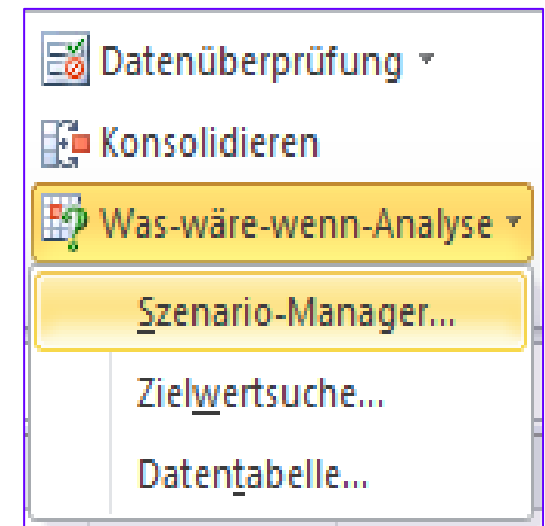 Datenüberprüfung
Konsolidieren
Was-wäre-wenn-Analyse
Szenario-Manager...
Zielwertsuche...
Datentabelle...